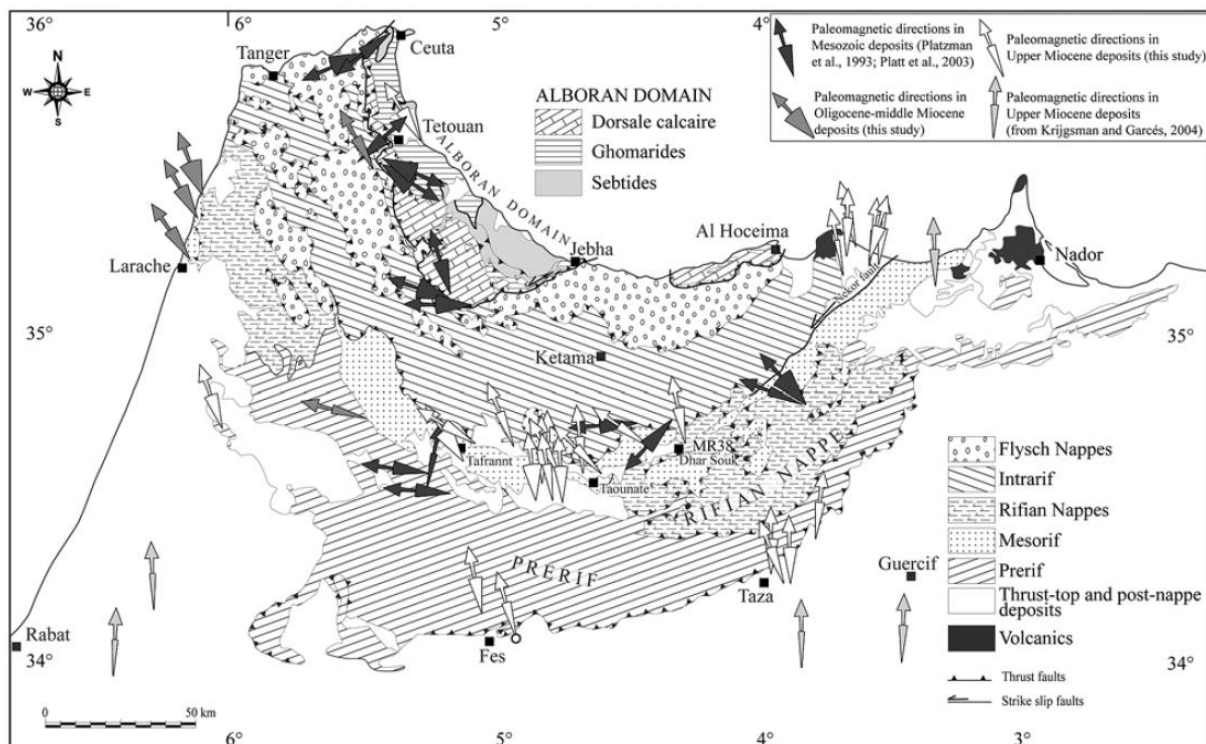 36°
6°
5°
4°
Ceuta
Tanger
N
W
E
S
Paleomagnetic directions in
Mesozoic deposits (Platzman
et al., 1993; Platt et al., 2003)
Paleomagnetic directions in
Upper Miocene deposits (this study)
Paleomagnetic directions in
Oligocene-middle Miocene
deposits (this study)
Paleomagnetic directions in
Upper Miocene deposits
(from Krijgsman and Garcés, 2004)
ALBORAN DOMAIN
Dorsale calcaire
Ghomarides
Sebtides
Tetouan
ALBORAN DOMAIN
Larache
Jebha
Al Hoceima
Nador
Nekor fault
35°
35°
Ketama
Tafrannt
MR38
Dhar Souk
Taounate
RIFIAN NAPPE
PRERIF
Taza
Guercif
Rabat
34°
Fes
34°
Flysch Nappes
Intrarif
Rifian Nappes
Mesorif
Prerif
Thrust-top and post-nappe
deposits
Volcanics
Thrust faults
Strike slip faults
0 50 km
6°
5°
4°
3°